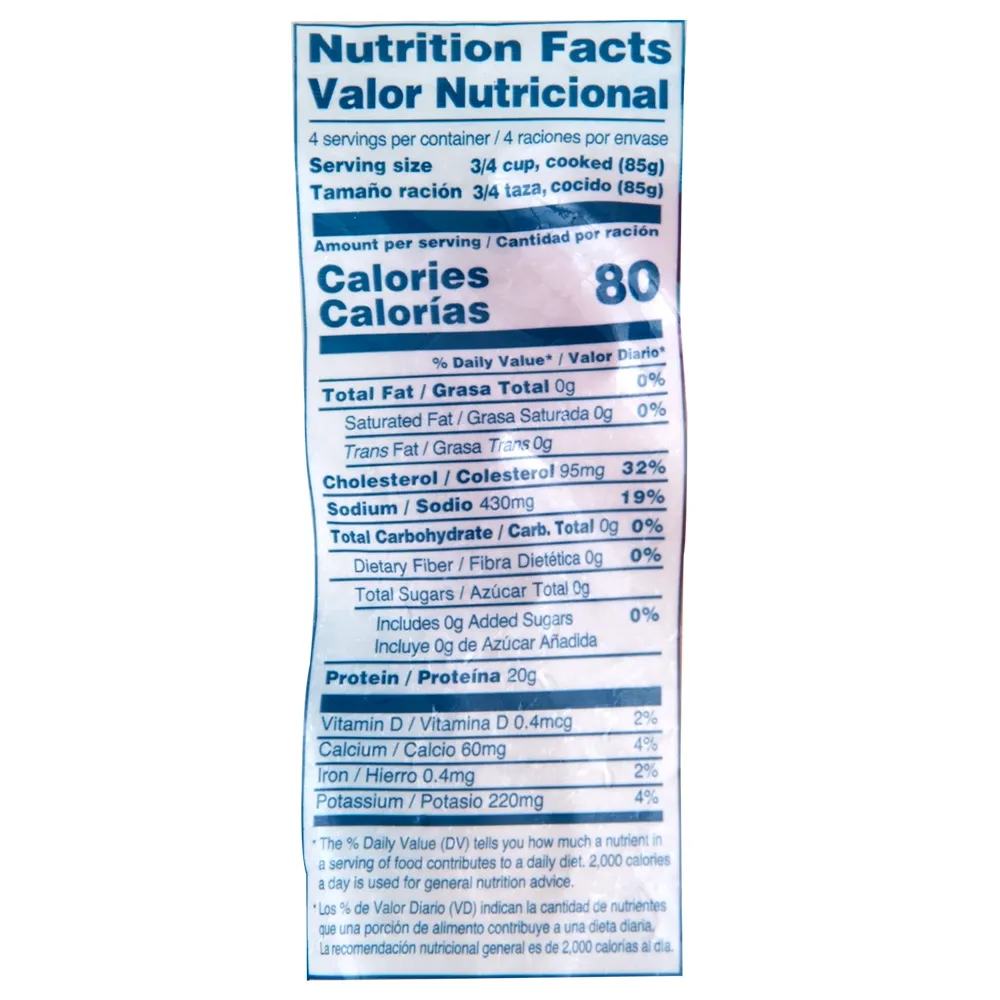 Nutrition Facts
Valor Nutricional
4 servings per container / 4 raciones por envase
Serving size 3/4 cup, cooked (85g)
Tamaño ración 3/4 taza, cocido (85g)
Amount per serving / Cantidad por ración
Calories 80
Calorías
% Daily Value* / Valor Diario*
Total Fat / Grasa Total 0g 0%
Saturated Fat / Grasa Saturada 0g 0%
Trans Fat / Grasa Trans 0g
Cholesterol / Colesterol 95mg 32%
Sodium / Sodio 430mg 19%
Total Carbohydrate / Carb. Total 0g 0%
Dietary Fiber / Fibra Dietética 0g 0%
Total Sugars / Azúcar Total 0g
Includes 0g Added Sugars 0%
Incluye 0g de Azúcar Añadida
Protein / Proteína 20g
Vitamin D / Vitamina D 0.4mcg 2%
Calcium / Calcio 60mg 4%
Iron / Hierro 0.4mg 2%
Potassium / Potasio 220mg 4%
* The % Daily Value (DV) tells you how much a nutrient in
a serving of food contributes to a daily diet. 2,000 calories
a day is used for general nutrition advice.
* Los % de Valor Diario (VD) indican la cantidad de nutrientes
que una porción de alimento contribuye a una dieta diaria.
La recomendación nutricional general es de 2,000 calorías al día.